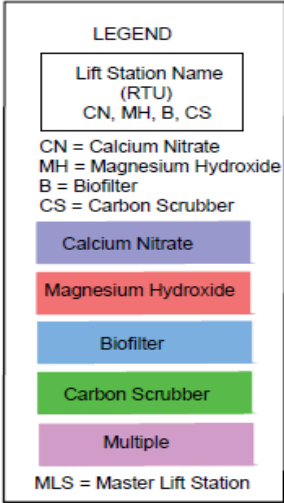 LEGEND
Lift Station Name
(RTU)
CN, MH, B, CS
CN = Calcium Nitrate
MH = Magnesium Hydroxide
B = Biofilter
CS = Carbon Scrubber
Calcium Nitrate
Magnesium Hydroxide
Biofilter
Carbon Scrubber
Multiple
MLS = Master Lift Station